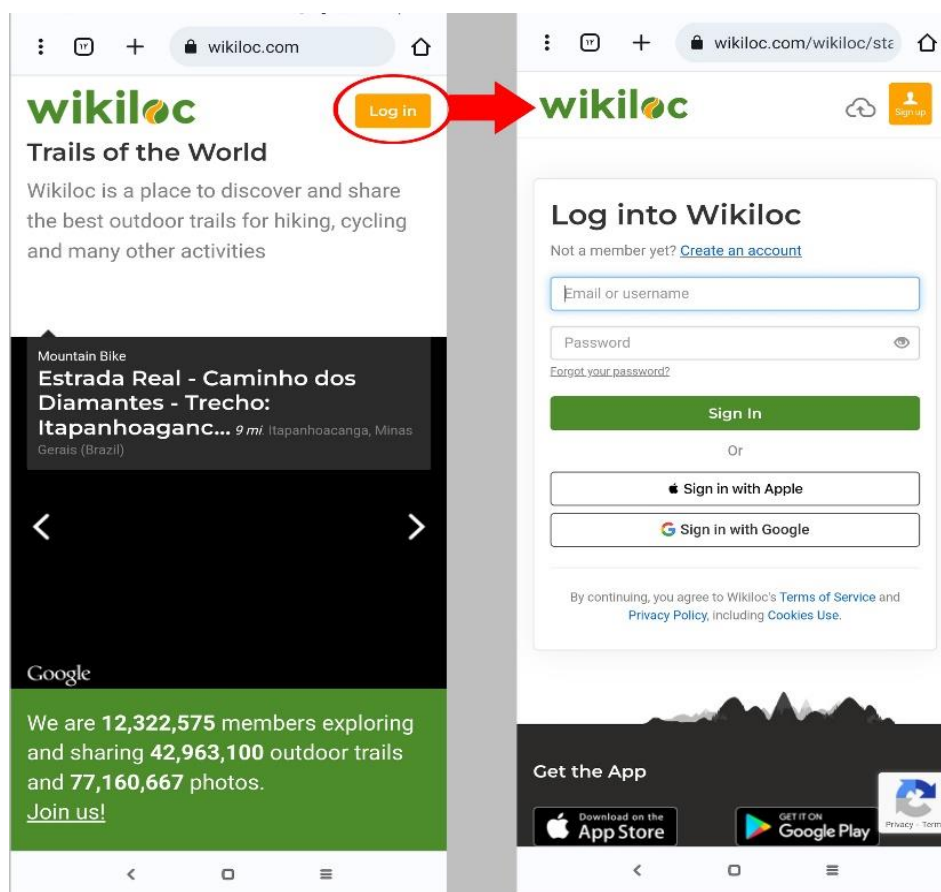 wikiloc.com
wikiloc
Log in
Trails of the World
Wikiloc is a place to discover and share
the best outdoor trails for hiking, cycling
and many other activities
Mountain Bike
Estrada Real - Caminho dos
Diamantes - Trecho:
Itapanhoaganc... 9 mi. Itapanhoacanga, Minas
Gerais (Brazil)
Google
We are 12,322,575 members exploring
and sharing 42,963,100 outdoor trails
and 77,160,667 photos.
Join us!
wikiloc.com/wikiloc/sta
wikiloc
Sign up
Log into Wikiloc
Not a member yet? Create an account
Email or username
Password
Forgot your password?
Sign In
Or
Sign in with Apple
Sign in with Google
By continuing, you agree to Wikiloc's Terms of Service and
Privacy Policy, including Cookies Use.
Get the App
Download on the
App Store
GET IT ON
Google Play
Privacy - Term